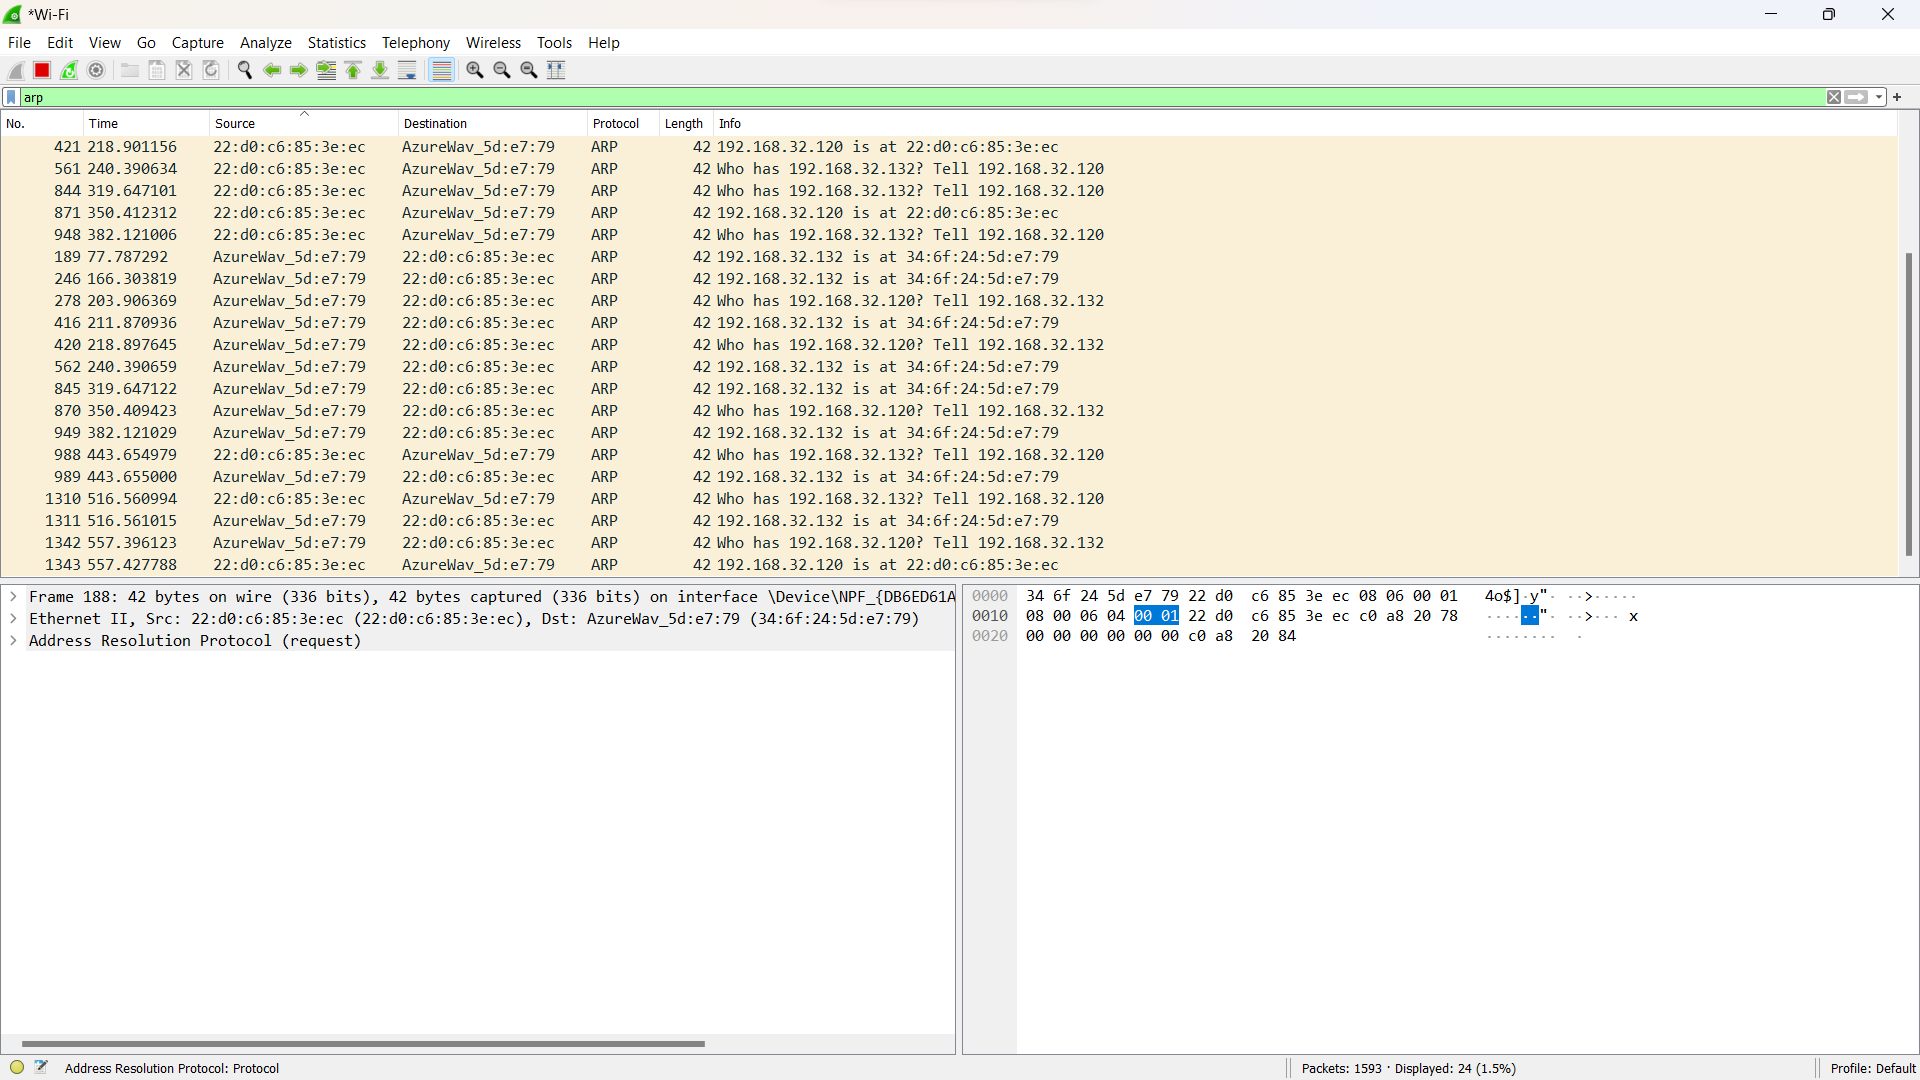 *Wi-Fi
File Edit View Go Capture Analyze Statistics Telephony Wireless Tools Help
arp
No. Time Source Destination Protocol Length Info
421 218.901156 22:d0:c6:85:3e:ec AzureWav_5d:e7:79 ARP 42 192.168.32.120 is at 22:d0:c6:85:3e:ec
561 240.390634 22:d0:c6:85:3e:ec AzureWav_5d:e7:79 ARP 42 Who has 192.168.32.132? Tell 192.168.32.120
844 319.647101 22:d0:c6:85:3e:ec AzureWav_5d:e7:79 ARP 42 Who has 192.168.32.132? Tell 192.168.32.120
871 350.412312 22:d0:c6:85:3e:ec AzureWav_5d:e7:79 ARP 42 192.168.32.120 is at 22:d0:c6:85:3e:ec
948 382.121006 22:d0:c6:85:3e:ec AzureWav_5d:e7:79 ARP 42 Who has 192.168.32.132? Tell 192.168.32.120
189 77.787292 AzureWav_5d:e7:79 22:d0:c6:85:3e:ec ARP 42 192.168.32.132 is at 34:6f:24:5d:e7:79
246 166.303819 AzureWav_5d:e7:79 22:d0:c6:85:3e:ec ARP 42 192.168.32.132 is at 34:6f:24:5d:e7:79
278 203.906369 AzureWav_5d:e7:79 22:d0:c6:85:3e:ec ARP 42 Who has 192.168.32.120? Tell 192.168.32.132
416 211.870936 AzureWav_5d:e7:79 22:d0:c6:85:3e:ec ARP 42 192.168.32.132 is at 34:6f:24:5d:e7:79
420 218.897645 AzureWav_5d:e7:79 22:d0:c6:85:3e:ec ARP 42 Who has 192.168.32.120? Tell 192.168.32.132
562 240.390659 AzureWav_5d:e7:79 22:d0:c6:85:3e:ec ARP 42 192.168.32.132 is at 34:6f:24:5d:e7:79
845 319.647122 AzureWav_5d:e7:79 22:d0:c6:85:3e:ec ARP 42 192.168.32.132 is at 34:6f:24:5d:e7:79
870 350.409423 AzureWav_5d:e7:79 22:d0:c6:85:3e:ec ARP 42 Who has 192.168.32.120? Tell 192.168.32.132
949 382.121029 AzureWav_5d:e7:79 22:d0:c6:85:3e:ec ARP 42 192.168.32.132 is at 34:6f:24:5d:e7:79
988 443.654979 22:d0:c6:85:3e:ec AzureWav_5d:e7:79 ARP 42 Who has 192.168.32.132? Tell 192.168.32.120
989 443.655000 AzureWav_5d:e7:79 22:d0:c6:85:3e:ec ARP 42 192.168.32.132 is at 34:6f:24:5d:e7:79
1310 516.560994 22:d0:c6:85:3e:ec AzureWav_5d:e7:79 ARP 42 Who has 192.168.32.132? Tell 192.168.32.120
1311 516.561015 AzureWav_5d:e7:79 22:d0:c6:85:3e:ec ARP 42 192.168.32.132 is at 34:6f:24:5d:e7:79
1342 557.396123 AzureWav_5d:e7:79 22:d0:c6:85:3e:ec ARP 42 Who has 192.168.32.120? Tell 192.168.32.132
1343 557.427788 22:d0:c6:85:3e:ec AzureWav_5d:e7:79 ARP 42 192.168.32.120 is at 22:d0:c6:85:3e:ec
Frame 188: 42 bytes on wire (336 bits), 42 bytes captured (336 bits) on interface \Device\NPF_{DB6ED61A
Ethernet II, Src: 22:d0:c6:85:3e:ec (22:d0:c6:85:3e:ec), Dst: AzureWav_5d:e7:79 (34:6f:24:5d:e7:79)
Address Resolution Protocol (request)
0000 34 6f 24 5d e7 79 22 d0 c6 85 3e ec 08 06 00 01 4o$]·y"· ··>·····
0010 08 00 06 04 00 01 22 d0 c6 85 3e ec c0 a8 20 78 ······"· ··>··· x
0020 00 00 00 00 00 00 c0 a8 20 84 ········ ·
Address Resolution Protocol: Protocol
Packets: 1593 · Displayed: 24 (1.5%)
Profile: Default